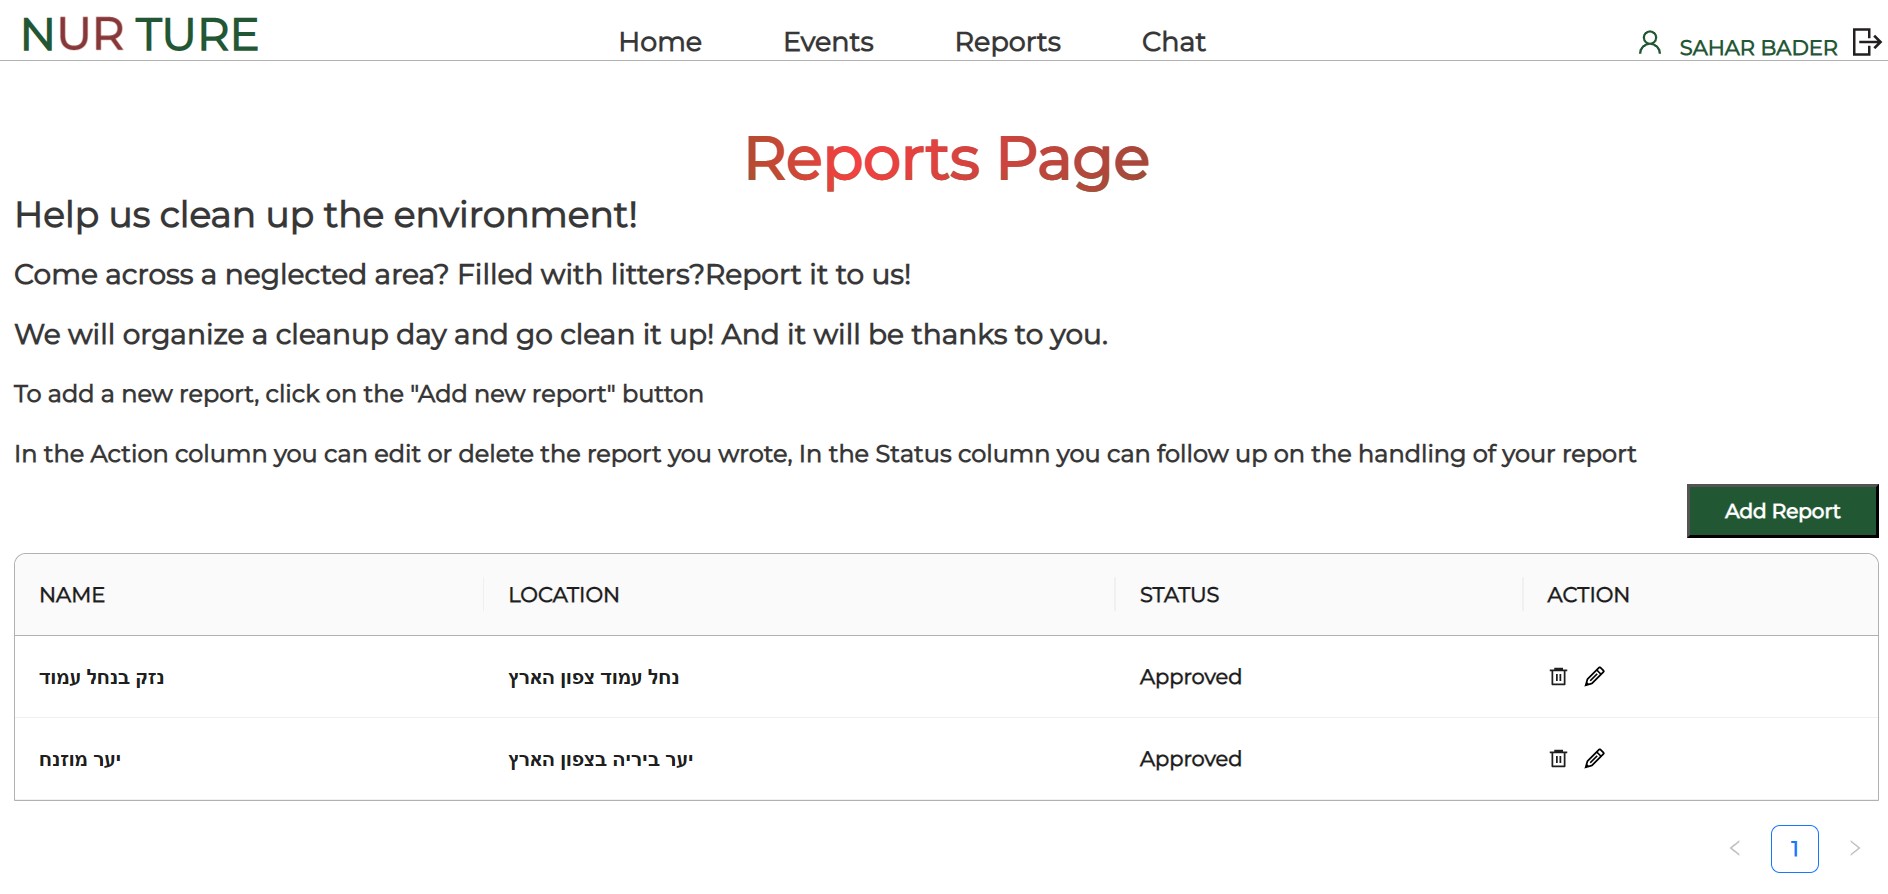 NUR TURE
Home Events Reports Chat
SAHAR BADER
Reports Page
Help us clean up the environment!
Come across a neglected area? Filled with litters?Report it to us!
We will organize a cleanup day and go clean it up! And it will be thanks to you.
To add a new report, click on the "Add new report" button
In the Action column you can edit or delete the report you wrote, In the Status column you can follow up on the handling of your report
Add Report
NAME LOCATION STATUS ACTION
נזק בנחל עמוד נחל עמוד צפון הארץ Approved
יער מוזנח יער ביריה בצפון הארץ Approved
1